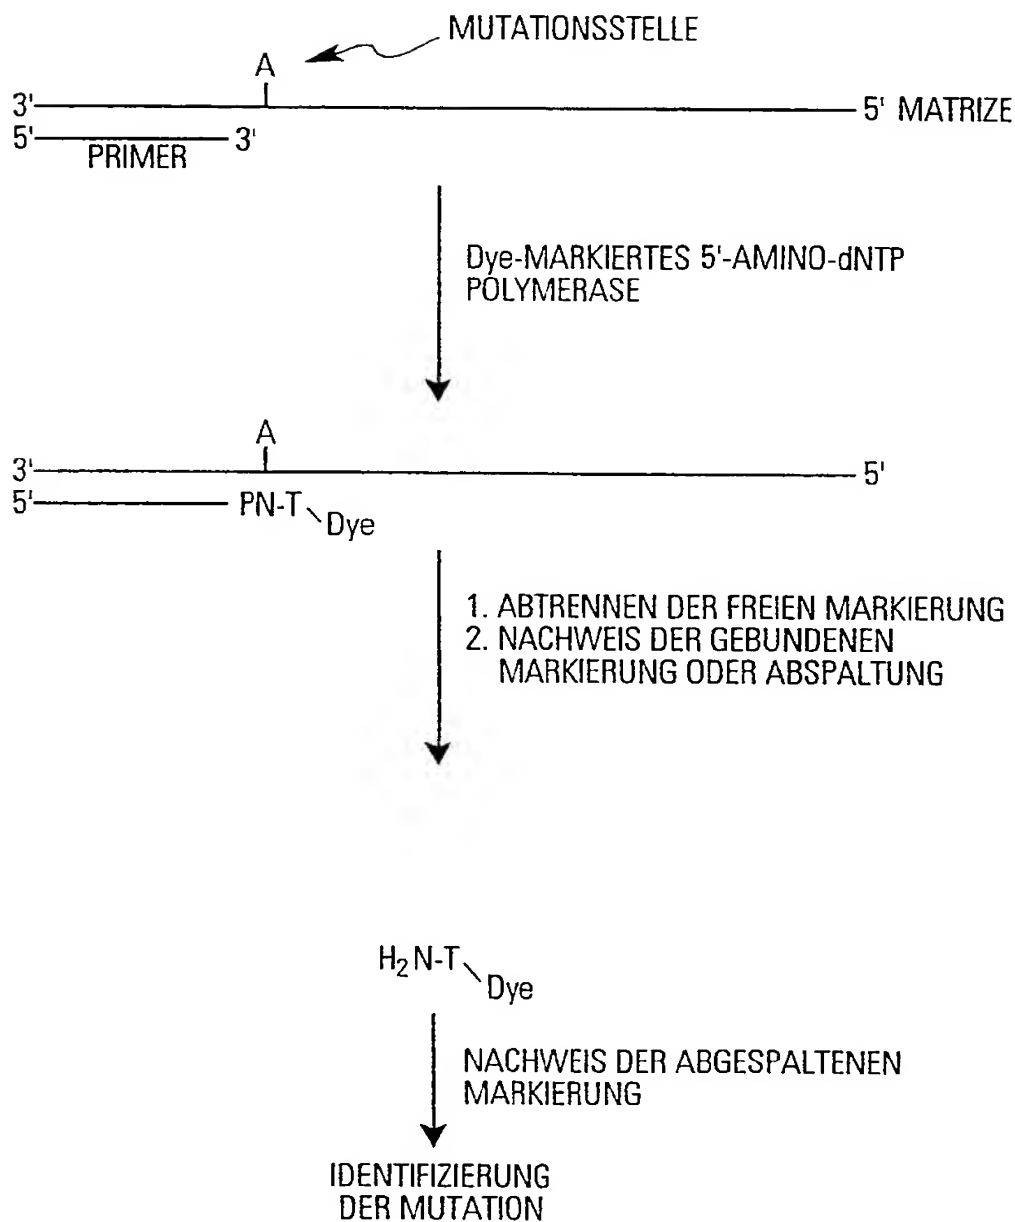 MUTATIONSSTELLE
A
3' 5' MATRIZE
5' 3'
PRIMER
Dye-MARKIERTES 5'-AMINO-dNTP
POLYMERASE
A
3' 5'
5' PN-T
Dye
1. ABTRENNEN DER FREIEN MARKIERUNG
2. NACHWEIS DER GEBUNDENEN
MARKIERUNG ODER ABSPALTUNG
H₂N-T
Dye
NACHWEIS DER ABGESPALTENEN
MARKIERUNG
IDENTIFIZIERUNG
DER MUTATION